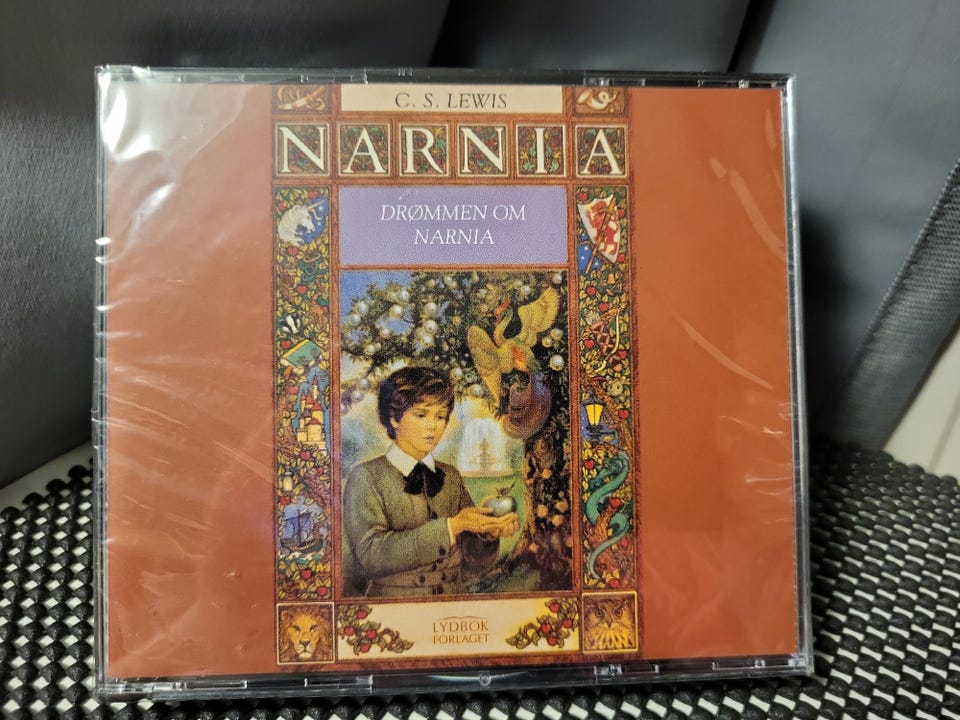 C. S. LEWIS
NARNIA
DRØMMEN OM
NARNIA
LYDBOK
FORLAGET